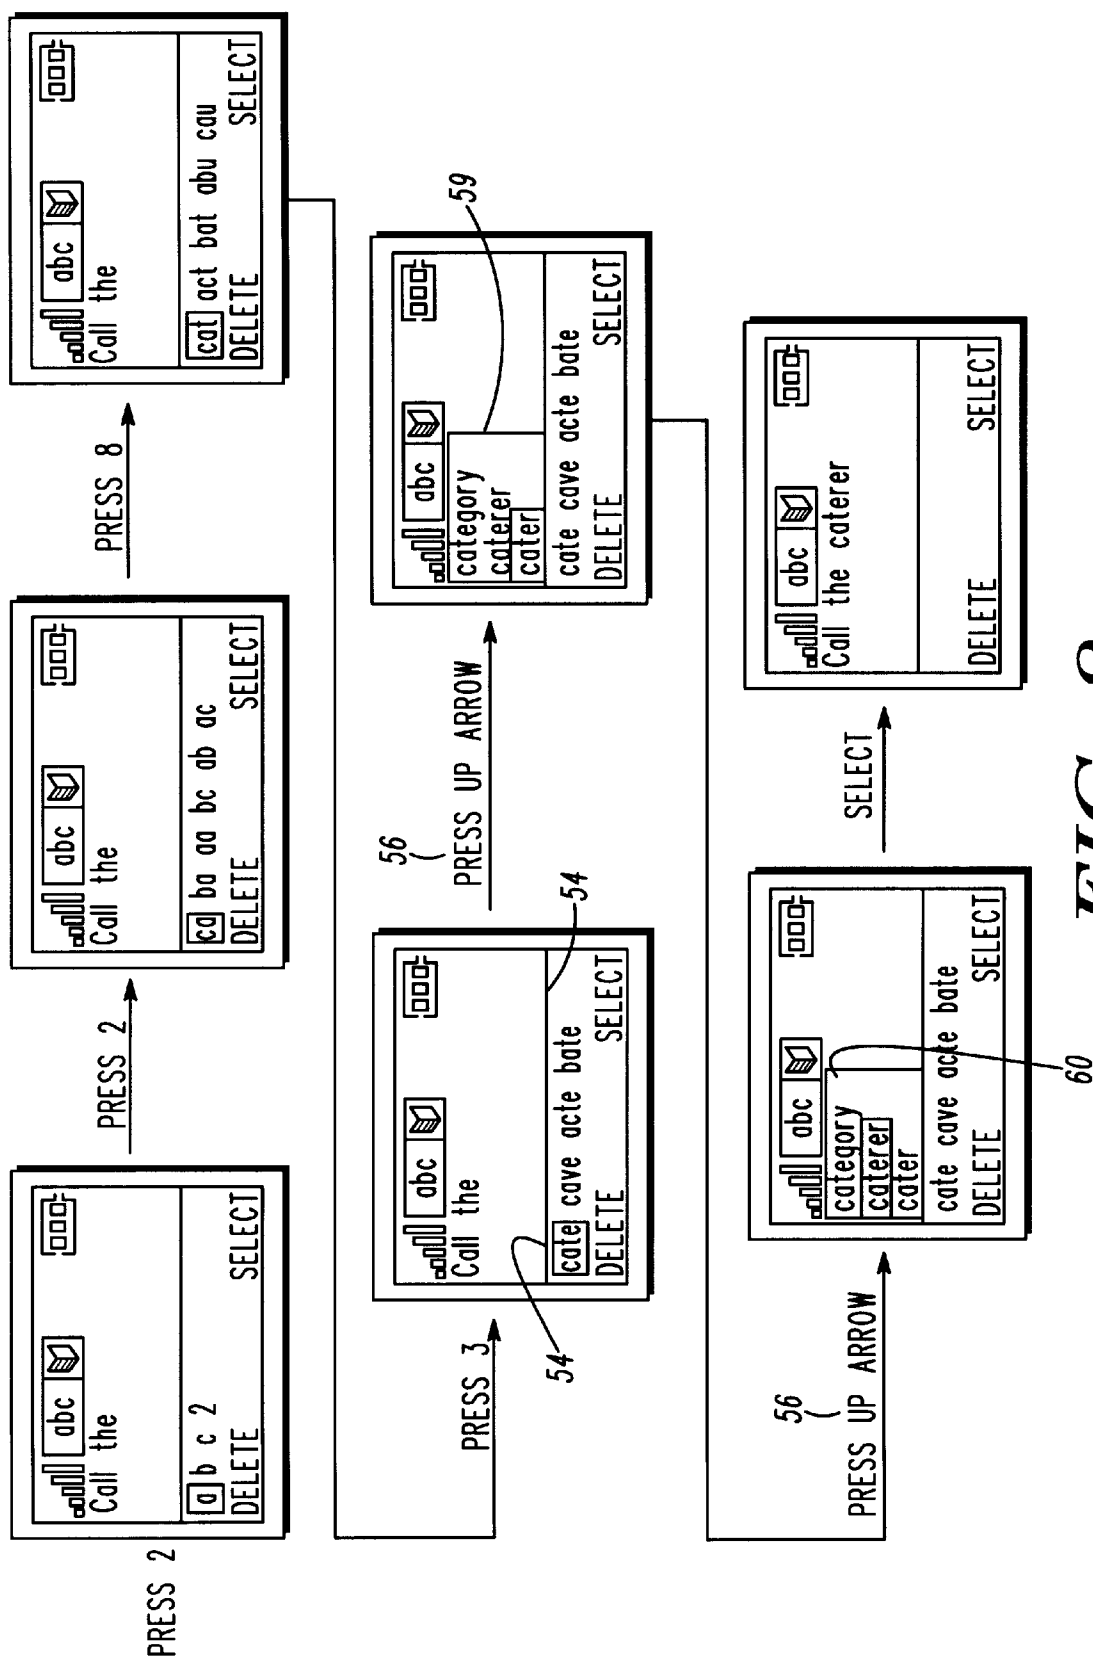 PRESS 2
abc
Call the
a b c 2
DELETE SELECT
PRESS 2
abc
Call the
ca ba aa bc ab ac
DELETE SELECT
PRESS 8
abc
Call the
cat act bat abu cau
DELETE SELECT
PRESS 3
abc
Call the
54
54
cate cave acte bate
DELETE SELECT
56
PRESS UP ARROW
abc
59
category
caterer
cater
cate cave acte bate
DELETE SELECT
56
PRESS UP ARROW
abc
category
caterer
cater
cate cave acte bate
DELETE SELECT
60
SELECT
abc
Call the caterer
DELETE SELECT
FIG.